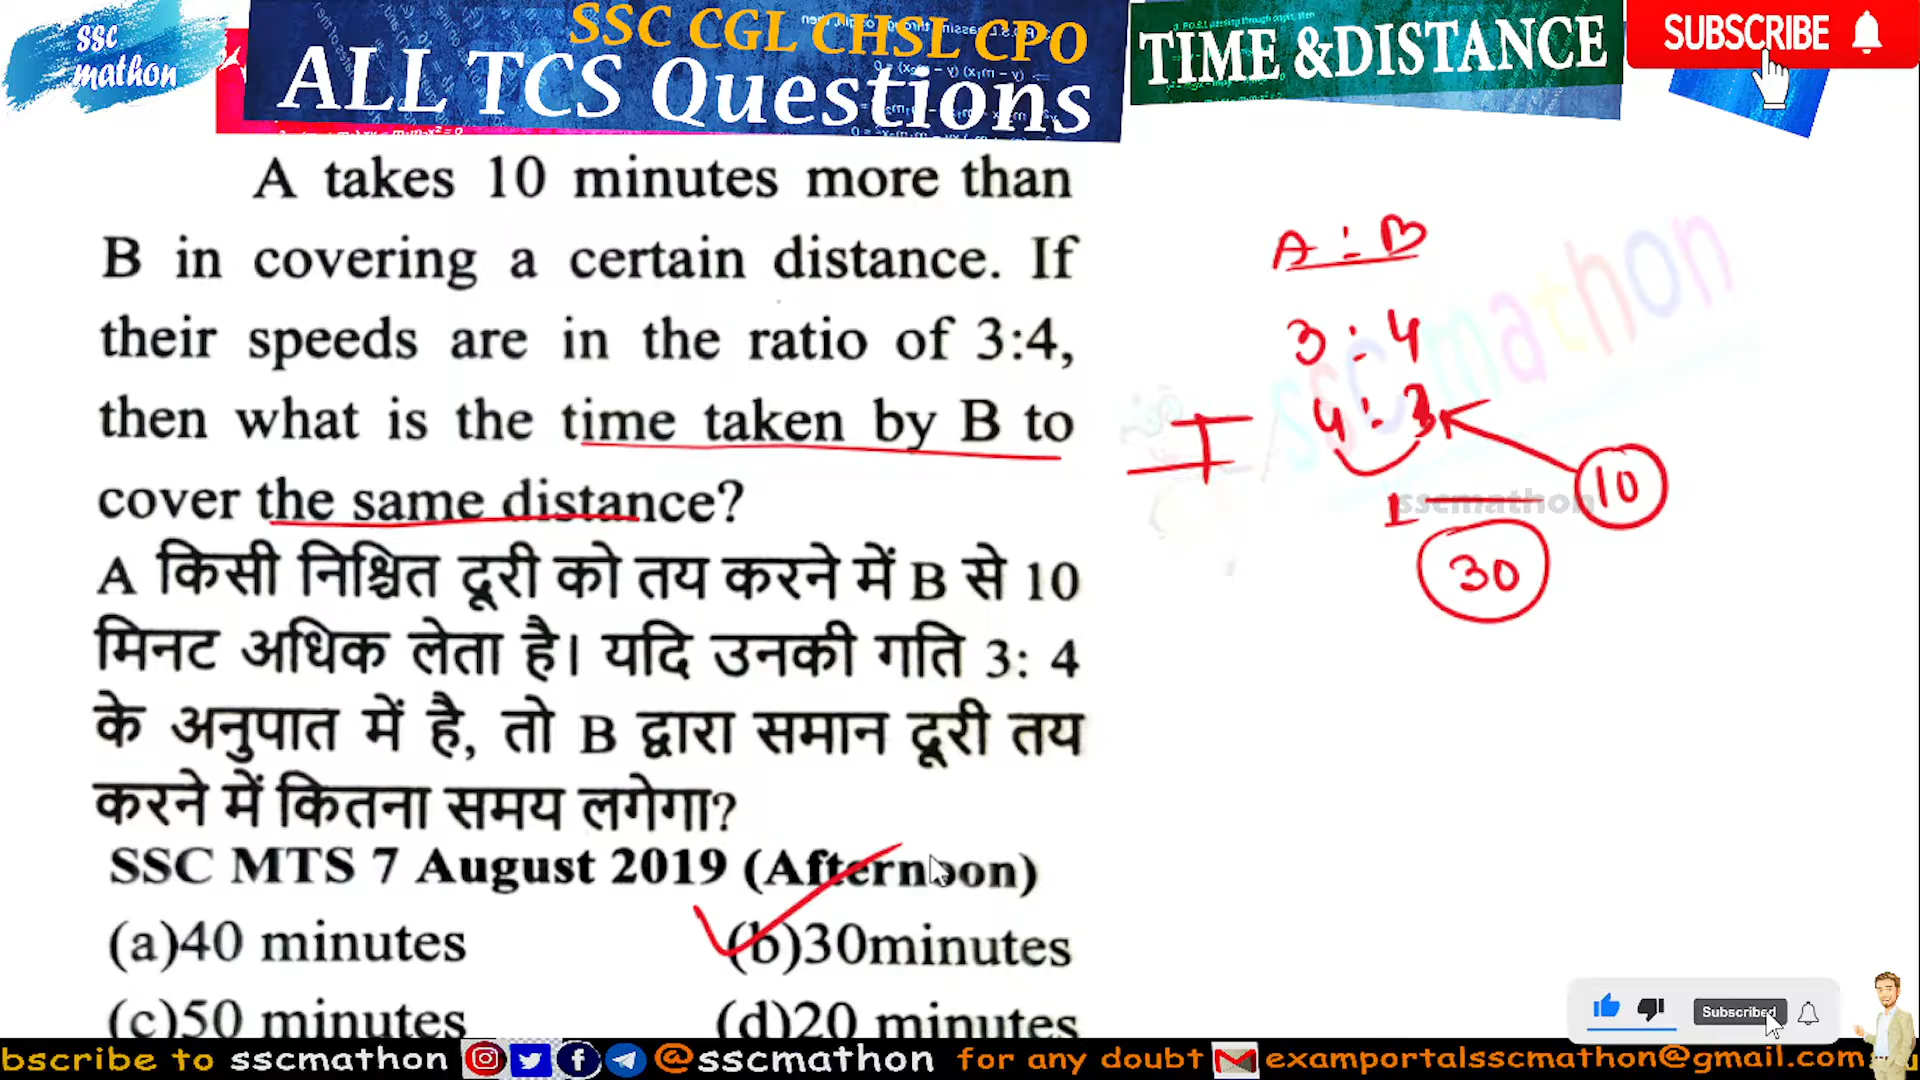 ssc
mathon
SSC CGL CHSL CPO
ALL TCS Questions
TIME &DISTANCE
SUBSCRIBE
A takes 10 minutes more than
B in covering a certain distance. If
their speeds are in the ratio of 3:4,
then what is the time taken by B to
cover the same distance?
A किसी निश्चित दूरी को तय करने में B से 10
मिनट अधिक लेता है। यदि उनकी गति 3: 4
के अनुपात में है, तो B द्वारा समान दूरी तय
करने में कितना समय लगेगा?
SSC MTS 7 August 2019 (Afternoon)
(a)40 minutes
(b)30minutes
(c)50 minutes
(d)20 minutes
A : B
3 : 4
T 4 : 3
1 10
30
sscmathon
sscmathon
Subscribed
bscribe to sscmathon @sscmathon for any doubt examportalsscmathon@gmail.com